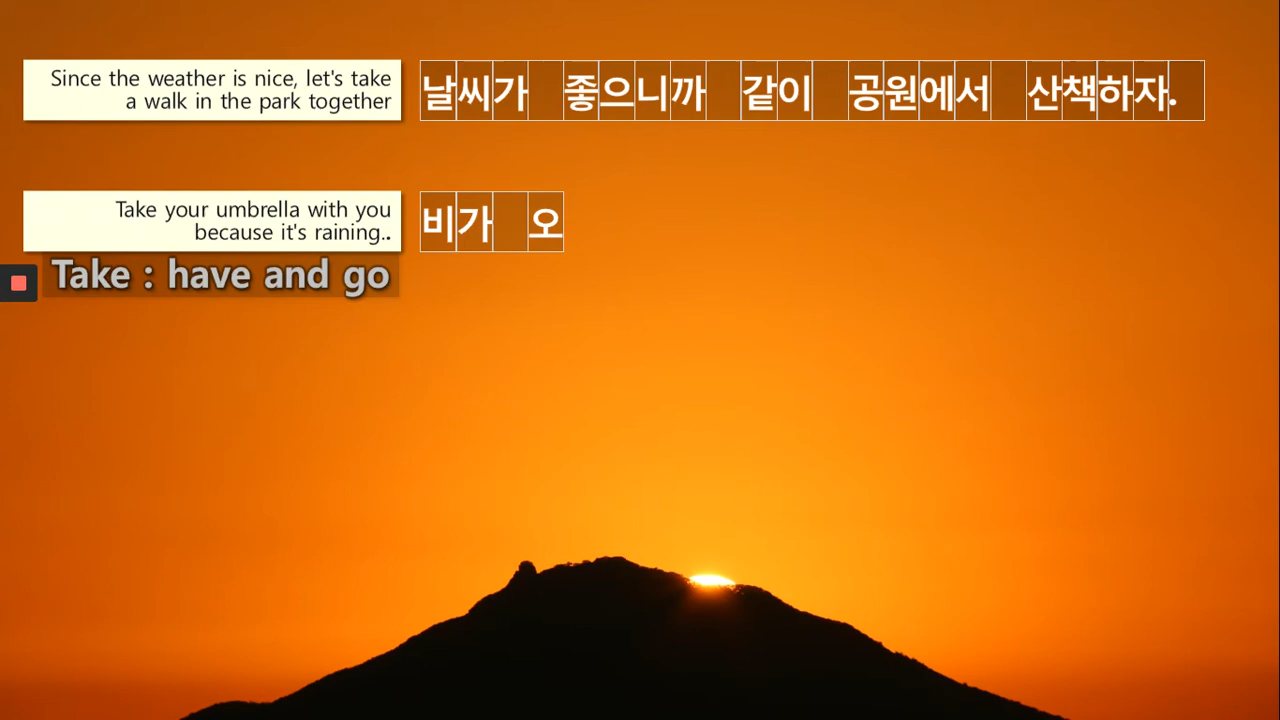 Since the weather is nice, let's take
a walk in the park together
날씨가 좋으니까 같이 공원에서 산책하자.
Take your umbrella with you
because it's raining..
비가 오
Take : have and go